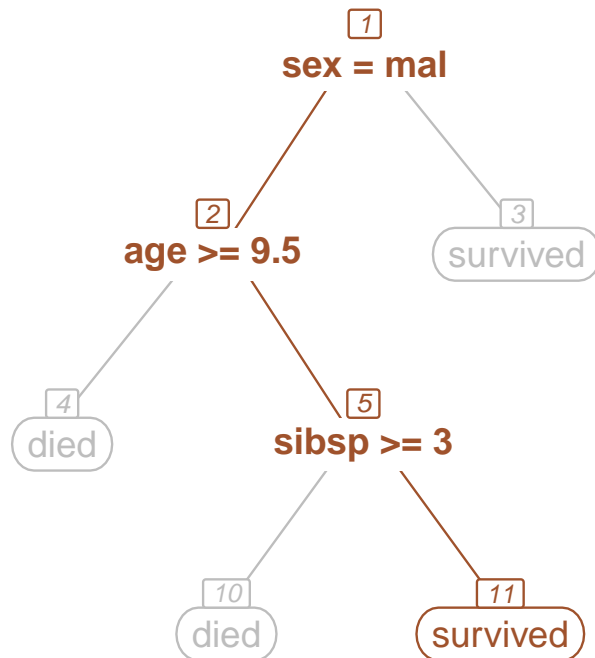 1
sex = mal
2
3
age >= 9.5
survived
4
5
died
sibsp >= 3
10
11
died
survived